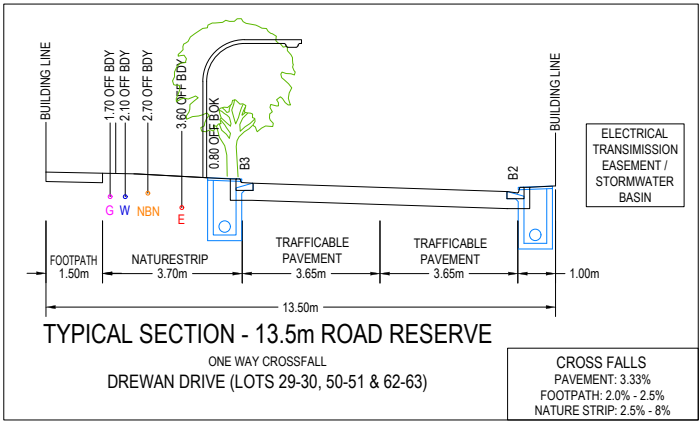 BUILDING LINE
1.70 OFF BDY
2.10 OFF BDY
2.70 OFF BDY
3.60 OFF BDY
0.80 OFF BOK
B3
B2
BUILDING LINE
ELECTRICAL
TRANSIMISSION
EASEMENT /
STORMWATER
BASIN
G
W
NBN
E
FOOTPATH
1.50m
NATURESTRIP
3.70m
TRAFFICABLE
PAVEMENT
3.65m
TRAFFICABLE
PAVEMENT
3.65m
1.00m
13.50m
TYPICAL SECTION - 13.5m ROAD RESERVE
ONE WAY CROSSFALL
DREWAN DRIVE (LOTS 29-30, 50-51 & 62-63)
CROSS FALLS
PAVEMENT: 3.33%
FOOTPATH: 2.0% - 2.5%
NATURE STRIP: 2.5% - 8%